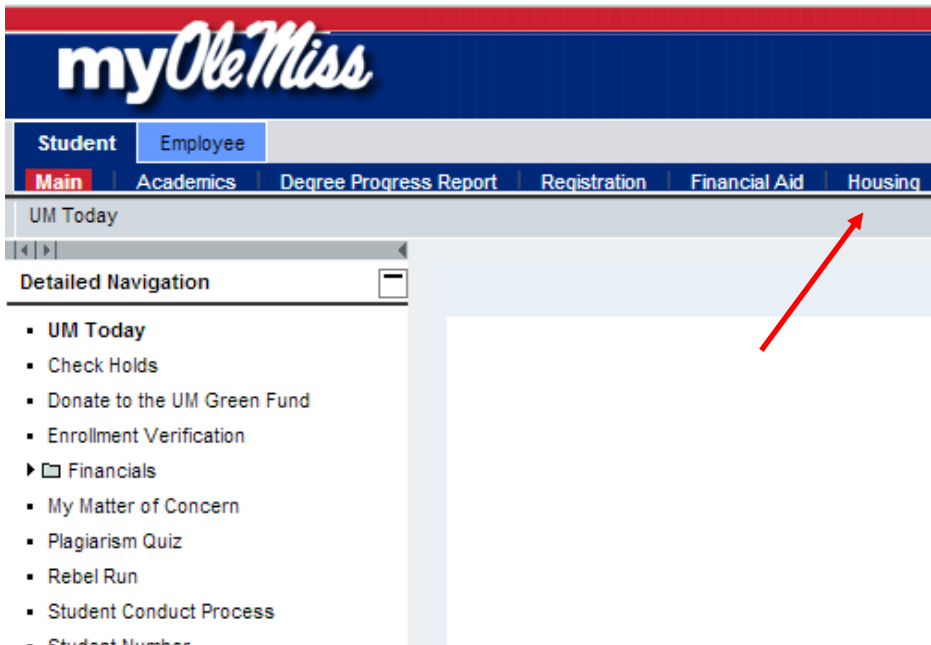 myOleMiss
Student Employee
Main Academics Degree Progress Report Registration Financial Aid Housing
UM Today
Detailed Navigation
UM Today
Check Holds
Donate to the UM Green Fund
Enrollment Verification
Financials
My Matter of Concern
Plagiarism Quiz
Rebel Run
Student Conduct Process
Student Number